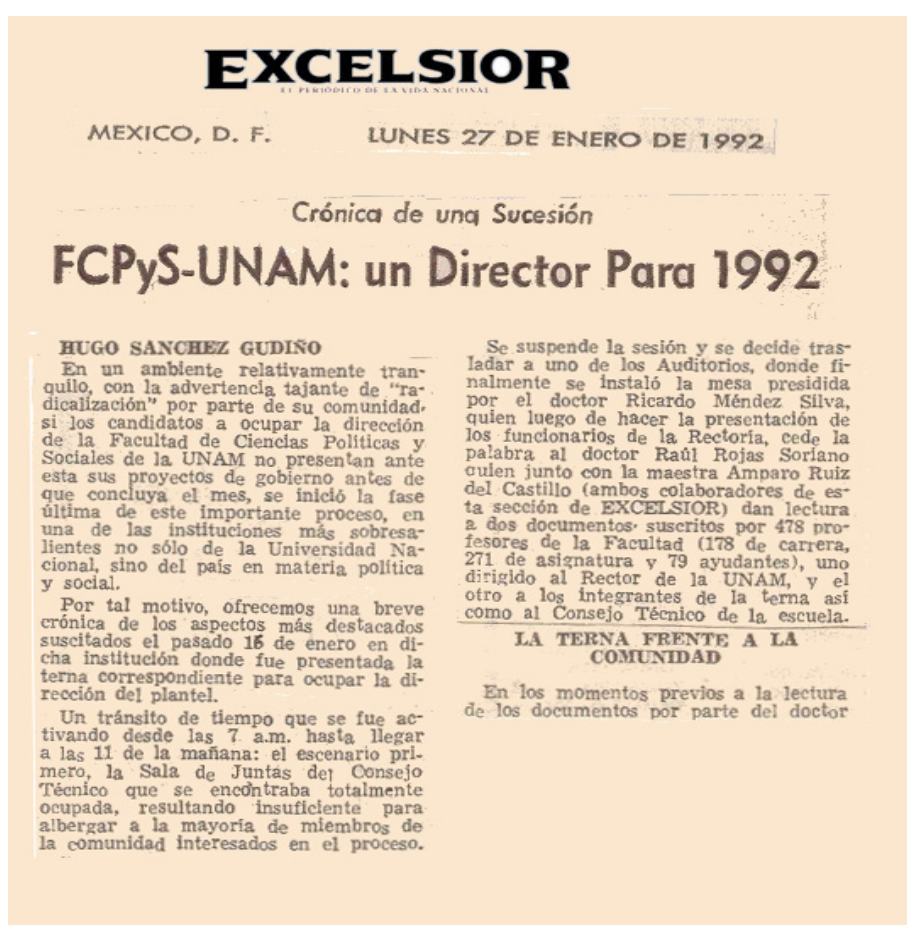 EXCELSIOR
EL PERIÓDICO DE LA VIDA NACIONAL
MEXICO, D. F. LUNES 27 DE ENERO DE 1992
Crónica de una Sucesión
FCPyS-UNAM: un Director Para 1992
HUGO SANCHEZ GUDIÑO
En un ambiente relativamente tran-
quilo, con la advertencia tajante de "ra-
dicalización" por parte de su comunidad,
si los candidatos a ocupar la dirección
de la Facultad de Ciencias Políticas y
Sociales de la UNAM no presentan ante
esta sus proyectos de gobierno antes de
que concluya el mes, se inició la fase
última de este importante proceso, en
una de las instituciones más sobresa-
lientes no sólo de la Universidad Na-
cional, sino del país en materia política
y social.
Por tal motivo, ofrecemos una breve
crónica de los aspectos más destacados
suscitados el pasado 16 de enero en di-
cha institución donde fue presentada la
terna correspondiente para ocupar la di-
rección del plantel.
Un tránsito de tiempo que se fue ac-
tivando desde las 7 a.m. hasta llegar
a las 11 de la mañana: el escenario pri-
mero, la Sala de Juntas del Consejo
Técnico que se encontraba totalmente
ocupada, resultando insuficiente para
albergar a la mayoría de miembros de
la comunidad interesados en el proceso.
Se suspende la sesión y se decide tras-
ladar a uno de los Auditorios, donde fi-
nalmente se instaló la mesa presidida
por el doctor Ricardo Méndez Silva,
quien luego de hacer la presentación de
los funcionarios de la Rectoría, cede la
palabra al doctor Raúl Rojas Soriano
quien junto con la maestra Amparo Ruiz
del Castillo (ambos colaboradores de es-
ta sección de EXCELSIOR) dan lectura
a dos documentos suscritos por 478 pro-
fesores de la Facultad (178 de carrera,
271 de asignatura y 79 ayudantes), uno
dirigido al Rector de la UNAM, y el
otro a los integrantes de la terna así
como al Consejo Técnico de la escuela.
LA TERNA FRENTE A LA
COMUNIDAD
En los momentos previos a la lectura
de los documentos por parte del doctor